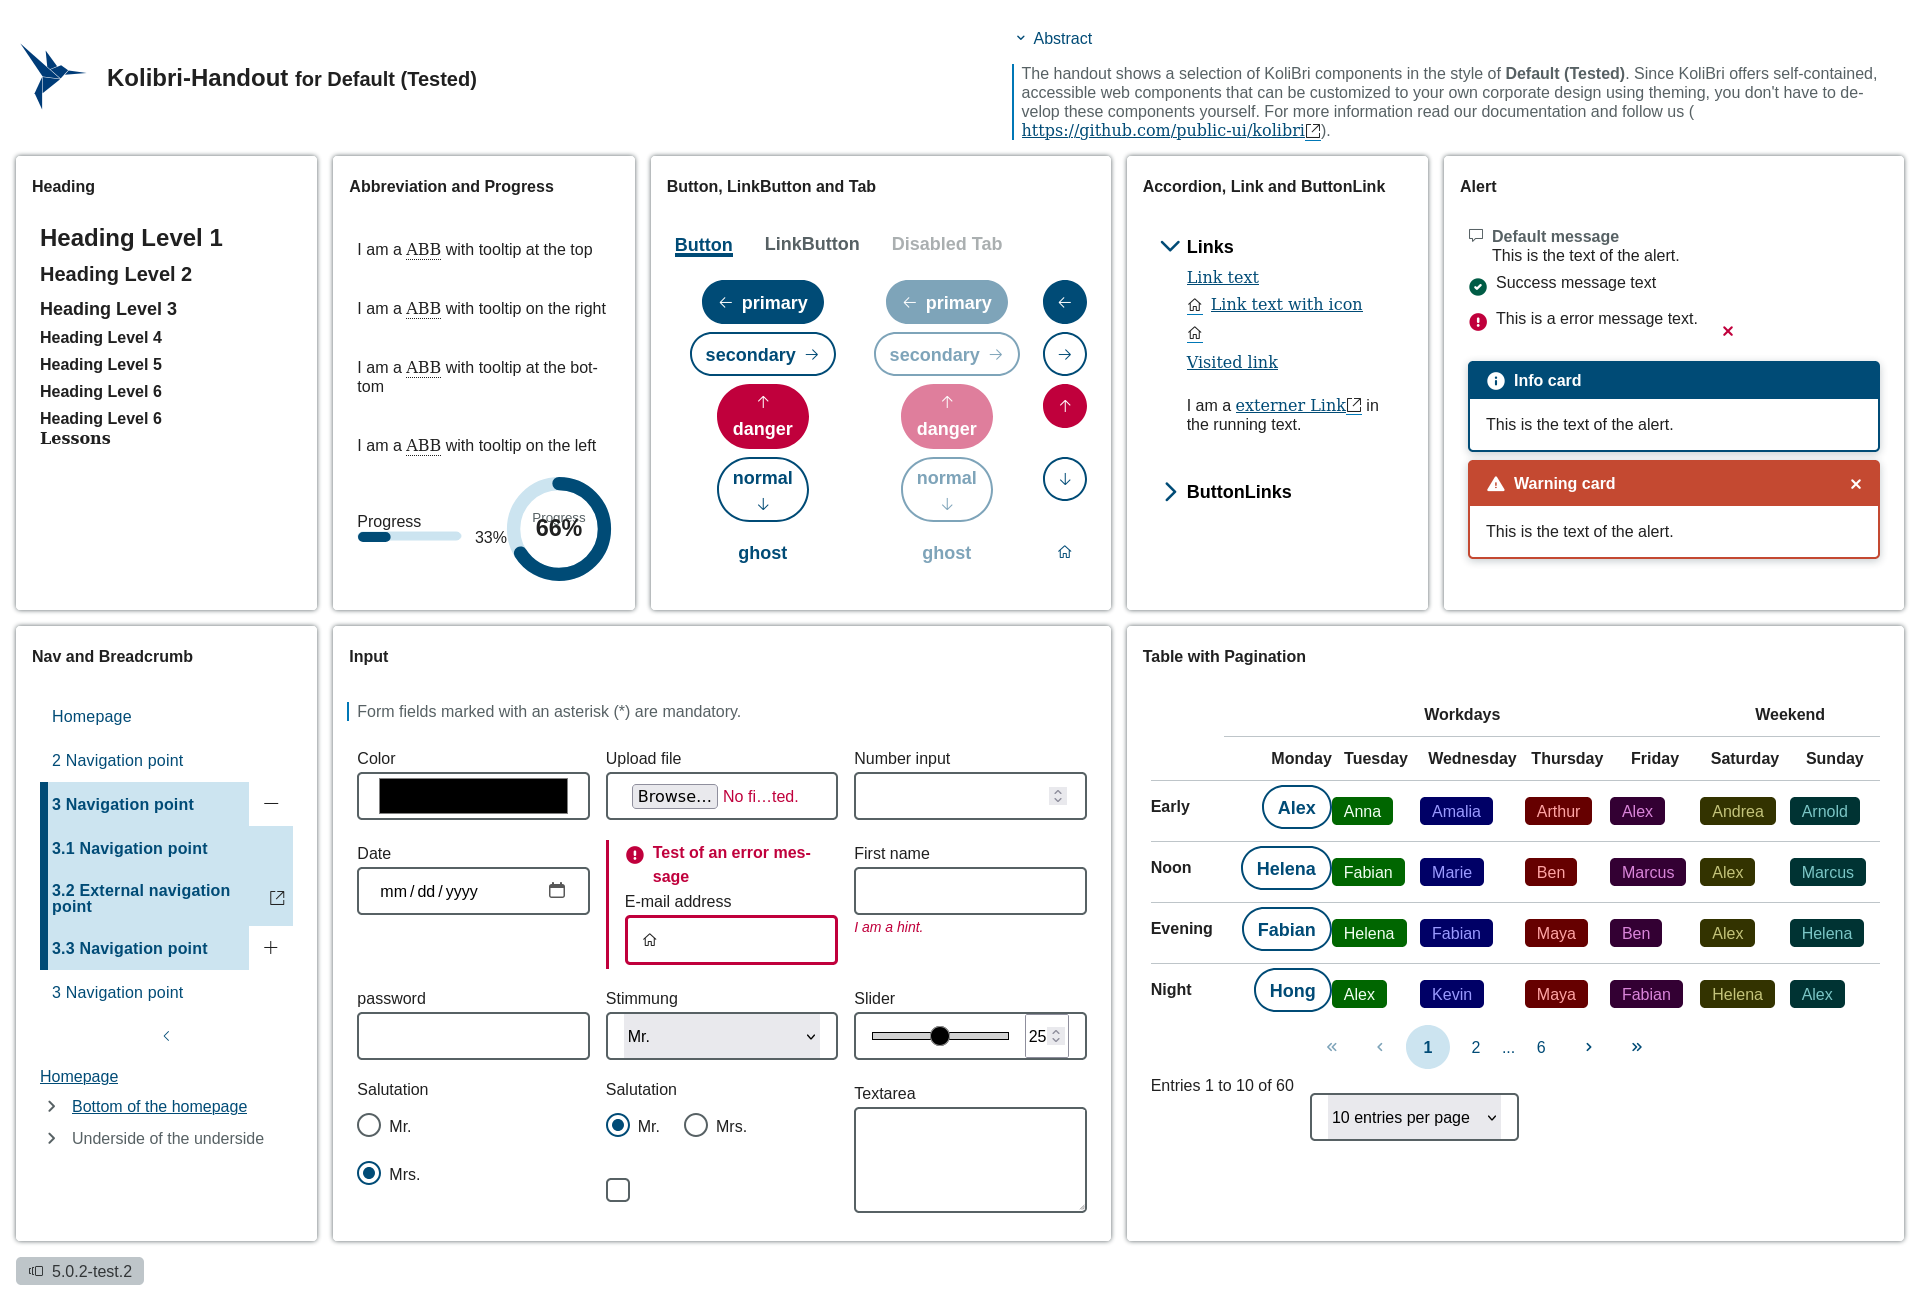 Kolibri-Handout for Default (Tested)
Abstract
The handout shows a selection of KoliBri components in the style of Default (Tested). Since KoliBri offers self-contained,
accessible web components that can be customized to your own corporate design using theming, you don't have to de-
velop these components yourself. For more information read our documentation and follow us (
https://github.com/public-ui/kolibri).
Heading
Heading Level 1
Heading Level 2
Heading Level 3
Heading Level 4
Heading Level 5
Heading Level 6
Heading Level 6
Lessons
Abbreviation and Progress
I am a ABB with tooltip at the top
I am a ABB with tooltip on the right
I am a ABB with tooltip at the bot-
tom
I am a ABB with tooltip on the left
Progress
33%
Progress
66%
Button, LinkButton and Tab
Button LinkButton Disabled Tab
primary primary
secondary secondary
danger danger
normal normal
ghost ghost
Accordion, Link and ButtonLink
Links
Link text
Link text with icon
Visited link
I am a externer Link in
the running text.
ButtonLinks
Alert
Default message
This is the text of the alert.
Success message text
This is a error message text.
Info card
This is the text of the alert.
Warning card
This is the text of the alert.
Nav and Breadcrumb
Homepage
2 Navigation point
3 Navigation point
3.1 Navigation point
3.2 External navigation
point
3.3 Navigation point
3 Navigation point
Homepage
Bottom of the homepage
Underside of the underside
Input
Form fields marked with an asterisk (*) are mandatory.
Color Upload file Number input
Browse... No fi...ted.
Date
mm/dd/yyyy
Test of an error mes-
sage
E-mail address
First name
I am a hint.
password Stimmung Slider
Mr. 25
Salutation
Mr.
Mrs.
Salutation
Mr. Mrs.
Textarea
Table with Pagination
Workdays Weekend
Monday Tuesday Wednesday Thursday Friday Saturday Sunday
Early Alex Anna Amalia Arthur Alex Andrea Arnold
Noon Helena Fabian Marie Ben Marcus Alex Marcus
Evening Fabian Helena Fabian Maya Ben Alex Helena
Night Hong Alex Kevin Maya Fabian Helena Alex
« ‹ 1 2 ... 6 › »
Entries 1 to 10 of 60
10 entries per page
5.0.2-test.2